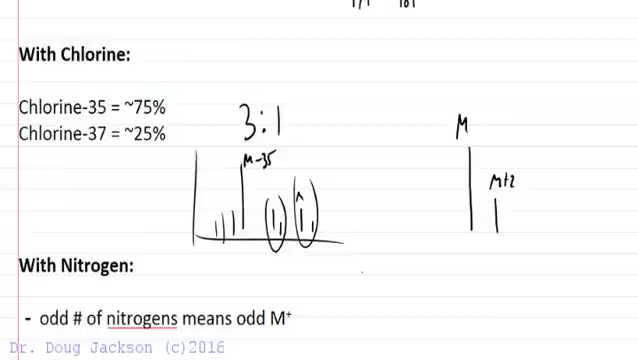 With Chlorine:
Chlorine-35 = ~75%
Chlorine-37 = ~25%
3:1
M
M-35
M+2
With Nitrogen:
- odd # of nitrogens means odd M⁺
Dr. Doug Jackson (c)2016